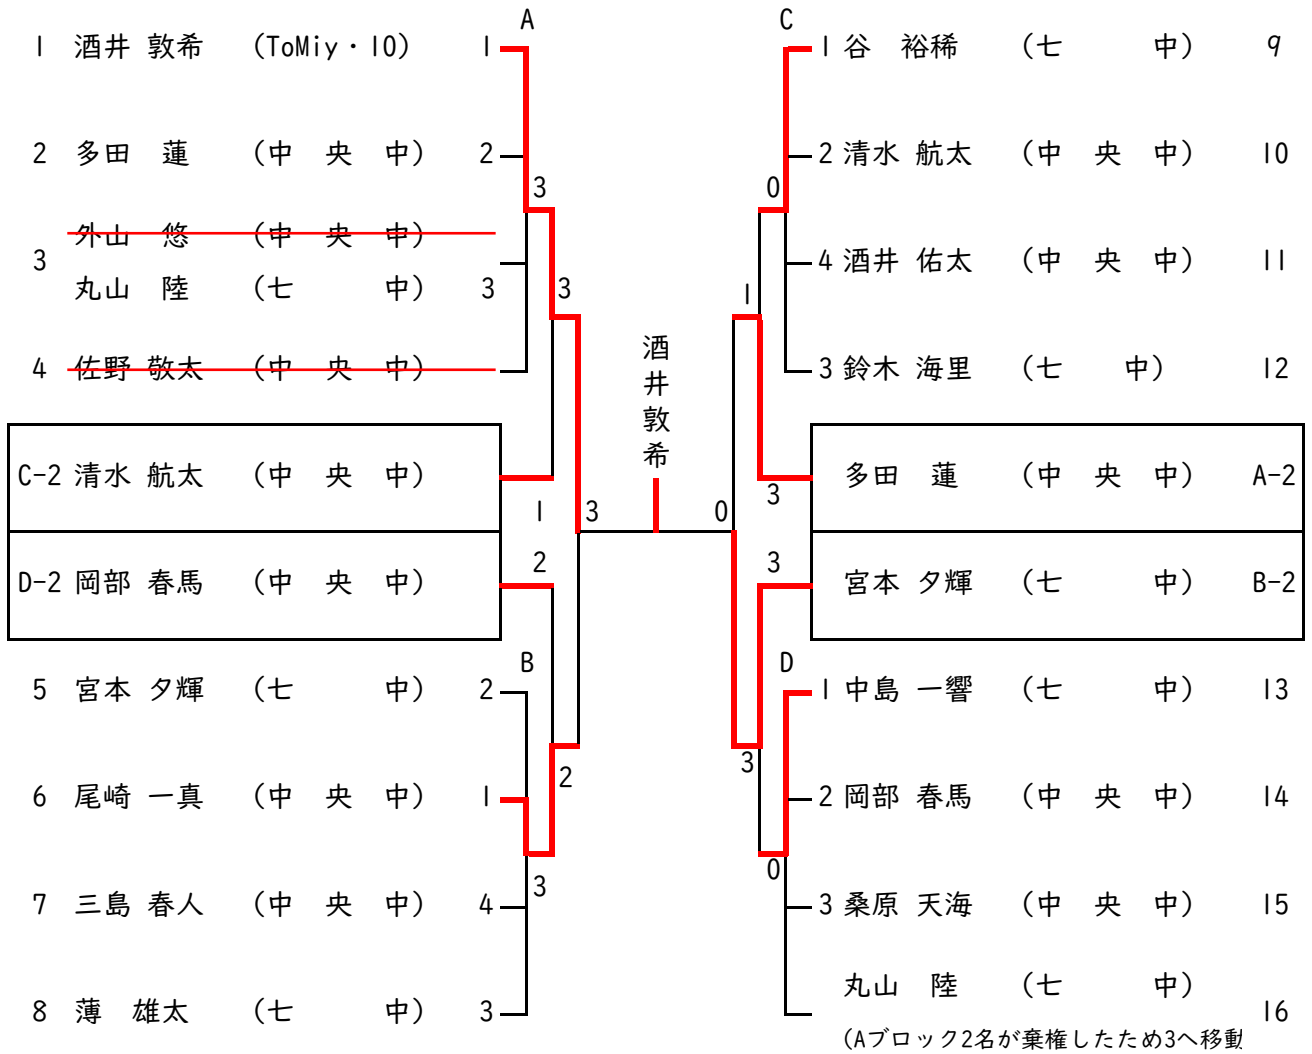 A
1 酒井 敦希 (ToMiy・10) 1
2 多田 蓮 (中 央 中) 2
3
外山 悠 (中 央 中)
3
丸山 陸 (七 中) 3
3
4 佐野 敬太 (中 央 中)
C-2 清水 航太 (中 央 中)
1
3
D-2 岡部 春馬 (中 央 中)
2
B
5 宮本 夕輝 (七 中) 2
6 尾崎 一真 (中 央 中) 1
2
3
7 三島 春人 (中 央 中) 4
8 薄 雄太 (七 中) 3
酒井敦希
C
1 谷 裕稀 (七 中) 9
2 清水 航太 (中 央 中) 10
0
4 酒井 佑太 (中 央 中) 11
1
3 鈴木 海里 (七 中) 12
多田 蓮 (中 央 中) A-2
3
0
3
宮本 夕輝 (七 中) B-2
D
1 中島 一響 (七 中) 13
3
2 岡部 春馬 (中 央 中) 14
0
3 桑原 天海 (中 央 中) 15
丸山 陸 (七 中)
16
(Aブロック2名が棄権したため3へ移動